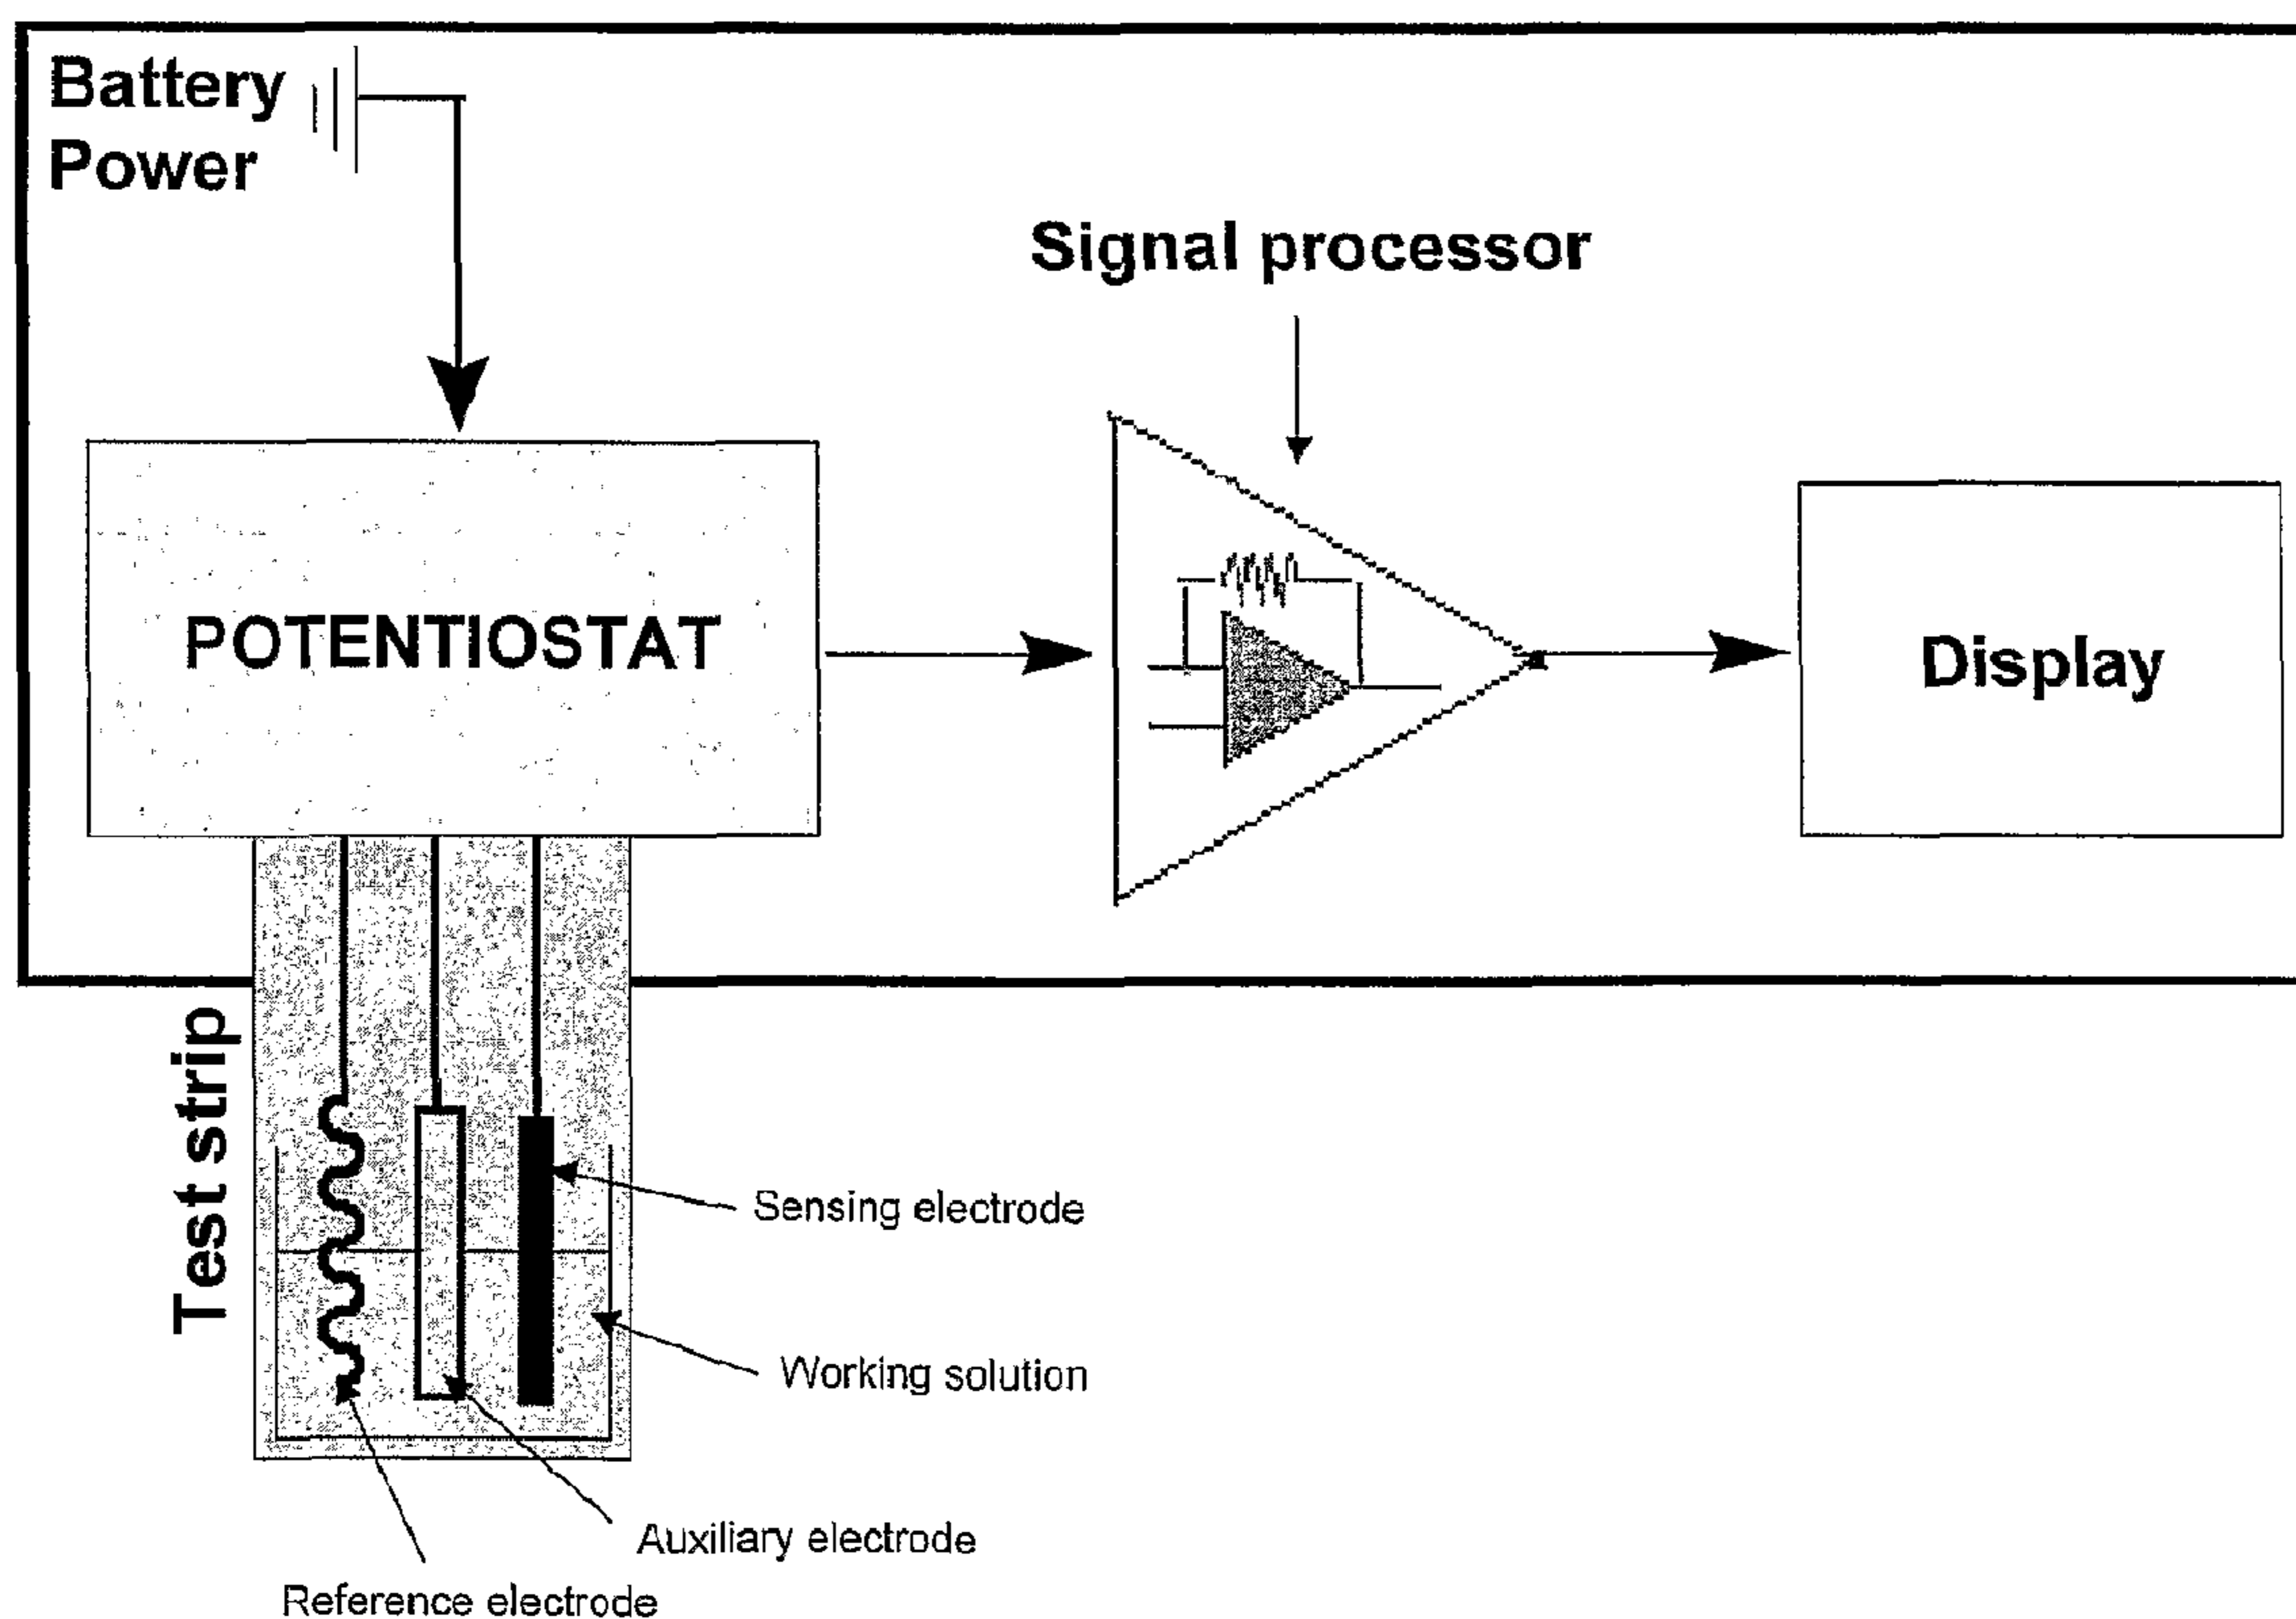 Battery
Power
Signal processor
POTENTIOSTAT
Display
Test strip
Sensing electrode
Working solution
Auxiliary electrode
Reference electrode